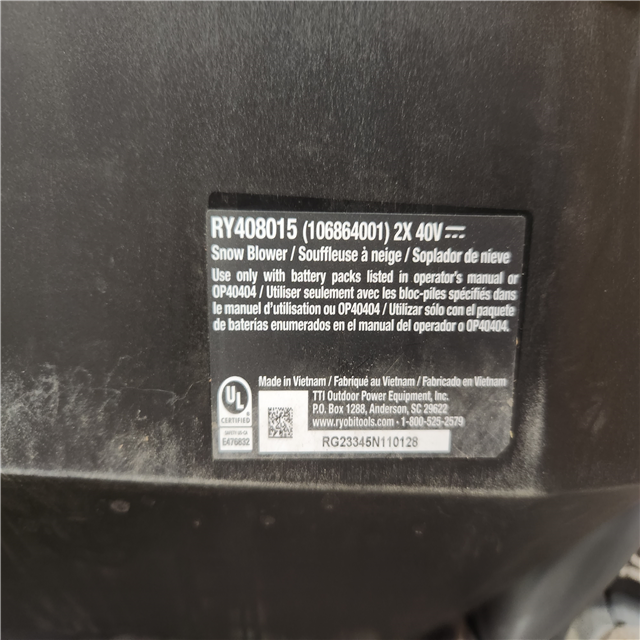 RY408015 (106864001) 2X 40V⎓
Snow Blower / Souffleuse à neige / Soplador de nieve
Use only with battery packs listed in operator's manual or
OP40404 / Utiliser seulement avec les bloc-piles spécifiés dans
le manuel d'utilisation ou OP40404 / Utilizar sólo con el paquete
de baterías enumerados en el manual del operador o OP40404.
Made in Vietnam / Fabriqué au Vietnam / Fabricado en Vietnam
TTI Outdoor Power Equipment, Inc.
P.O. Box 1288, Anderson, SC 29622
www.ryobitools.com - 1-800-525-2579
UL
CERTIFIED
E476832
RG23345N110128